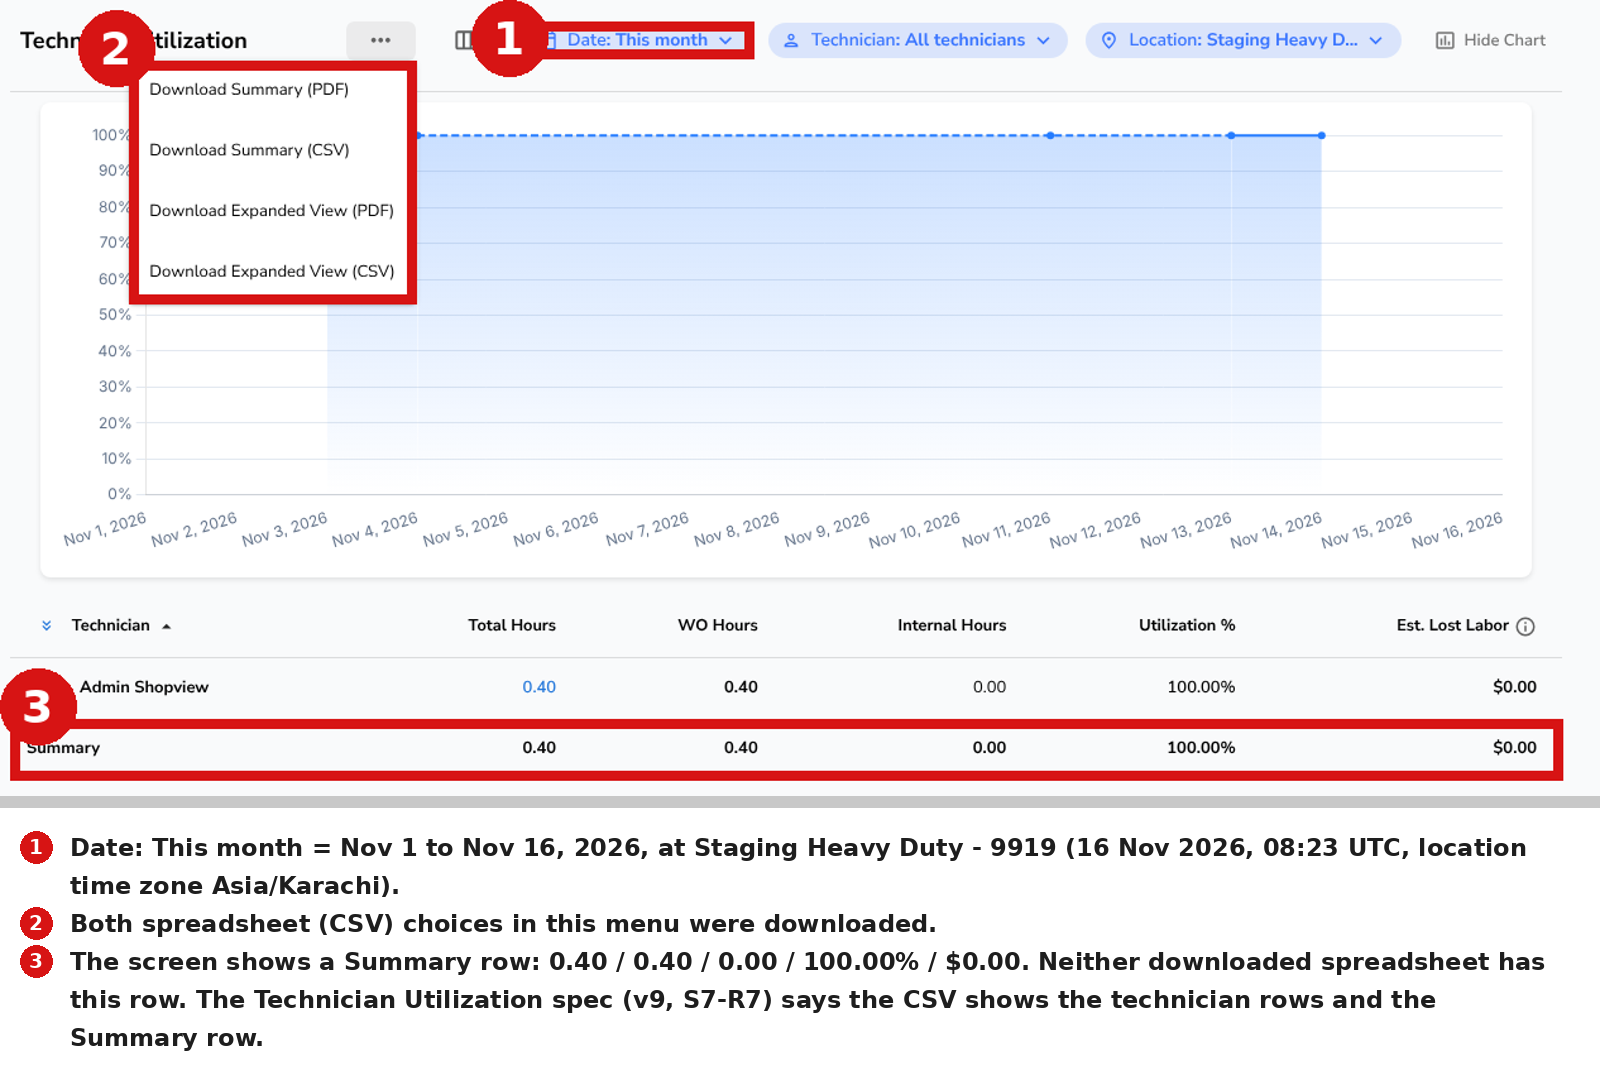 Techn
2
tilization
1
Date: This month
Technician: All technicians
Location: Staging Heavy D...
Hide Chart
Download Summary (PDF)
Download Summary (CSV)
Download Expanded View (PDF)
Download Expanded View (CSV)
100%
90%
80%
70%
60%
50%
40%
30%
20%
10%
0%
Nov 1, 2026
Nov 2, 2026
Nov 3, 2026
Nov 4, 2026
Nov 5, 2026
Nov 6, 2026
Nov 7, 2026
Nov 8, 2026
Nov 9, 2026
Nov 10, 2026
Nov 11, 2026
Nov 12, 2026
Nov 13, 2026
Nov 14, 2026
Nov 15, 2026
Nov 16, 2026
Technician Total Hours WO Hours Internal Hours Utilization % Est. Lost Labor
Admin Shopview 0.40 0.40 0.00 100.00% $0.00
3
Summary 0.40 0.40 0.00 100.00% $0.00
1 Date: This month = Nov 1 to Nov 16, 2026, at Staging Heavy Duty - 9919 (16 Nov 2026, 08:23 UTC, location
time zone Asia/Karachi).
2 Both spreadsheet (CSV) choices in this menu were downloaded.
3 The screen shows a Summary row: 0.40 / 0.40 / 0.00 / 100.00% / $0.00. Neither downloaded spreadsheet has
this row. The Technician Utilization spec (v9, S7-R7) says the CSV shows the technician rows and the
Summary row.